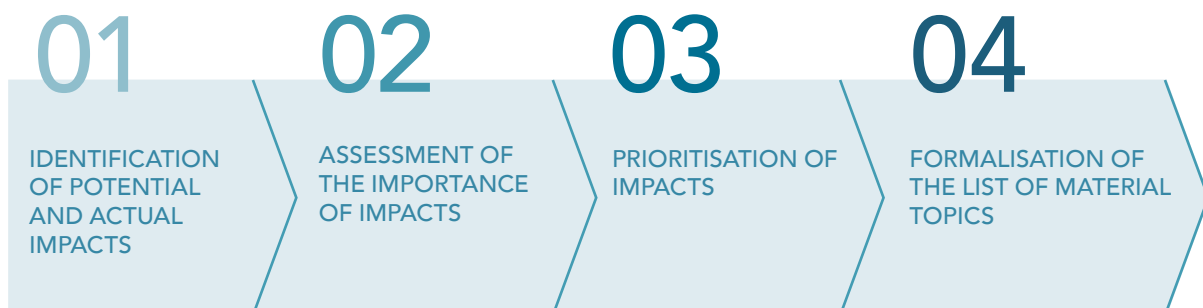 01
IDENTIFICATION
OF POTENTIAL
AND ACTUAL
IMPACTS
02
ASSESSMENT OF
THE IMPORTANCE
OF IMPACTS
03
PRIORITISATION OF
IMPACTS
04
FORMALISATION OF
THE LIST OF MATERIAL
TOPICS